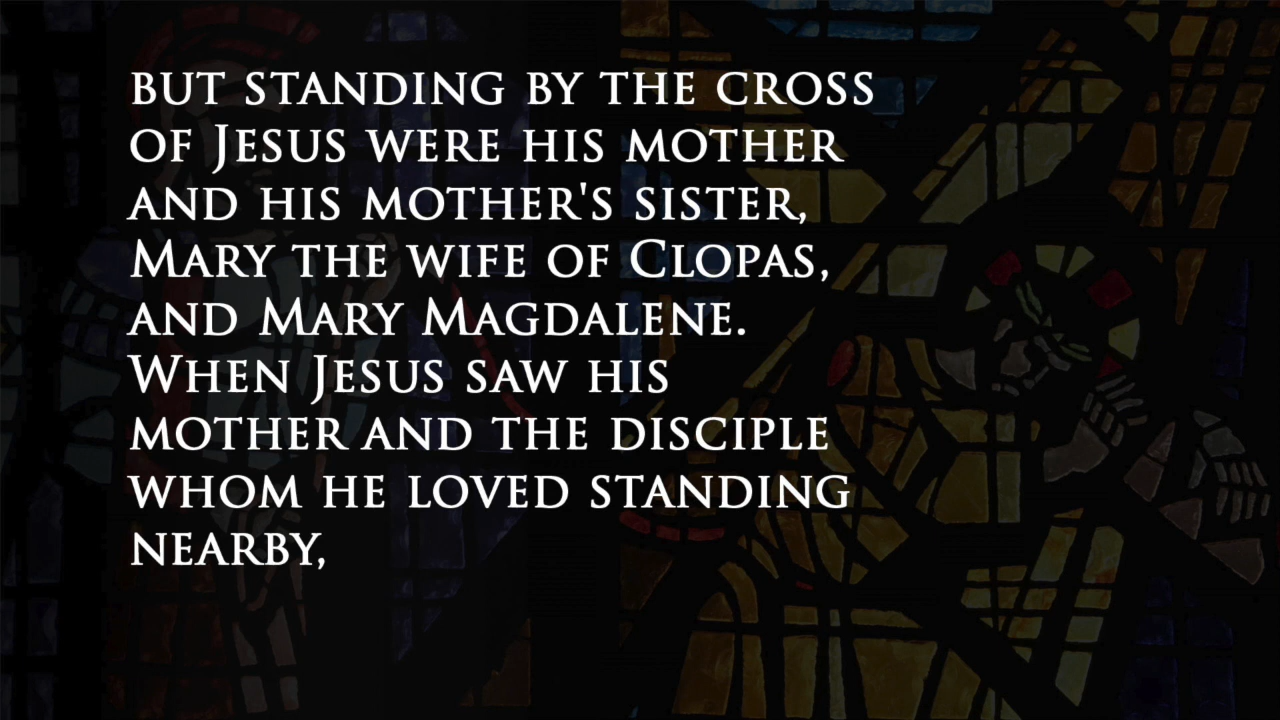 but standing by the cross
of Jesus were his mother
and his mother's sister,
Mary the wife of Clopas,
and Mary Magdalene.
When Jesus saw his
mother and the disciple
whom he loved standing
nearby,